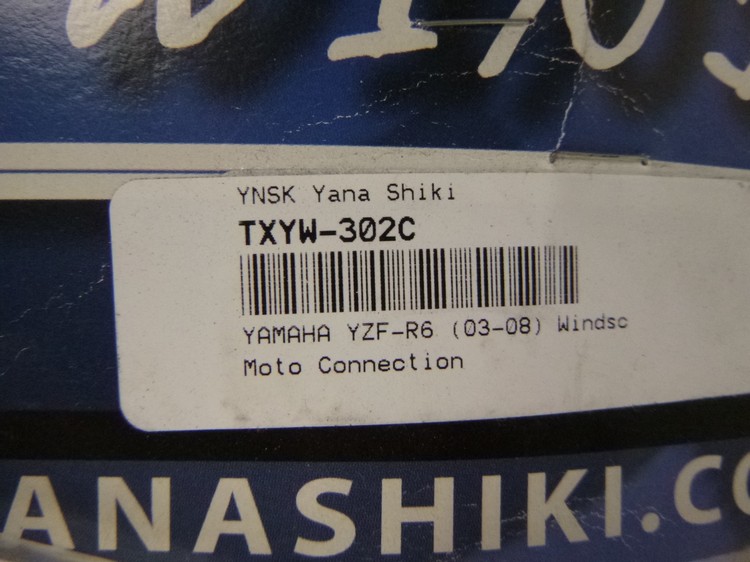 YNSK Yana Shiki
TXYW-302C
YAMAHA YZF-R6 (03-08) Windsc
Moto Connection
ANASHIKI.CO